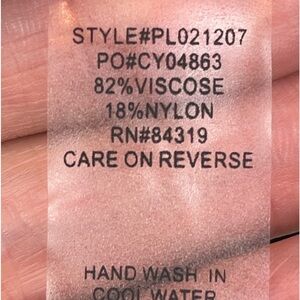 STYLE#PL021207
PO#CY04863
82%VISCOSE
18%NYLON
RN#84319
CARE ON REVERSE
HAND WASH IN
COOL WATER